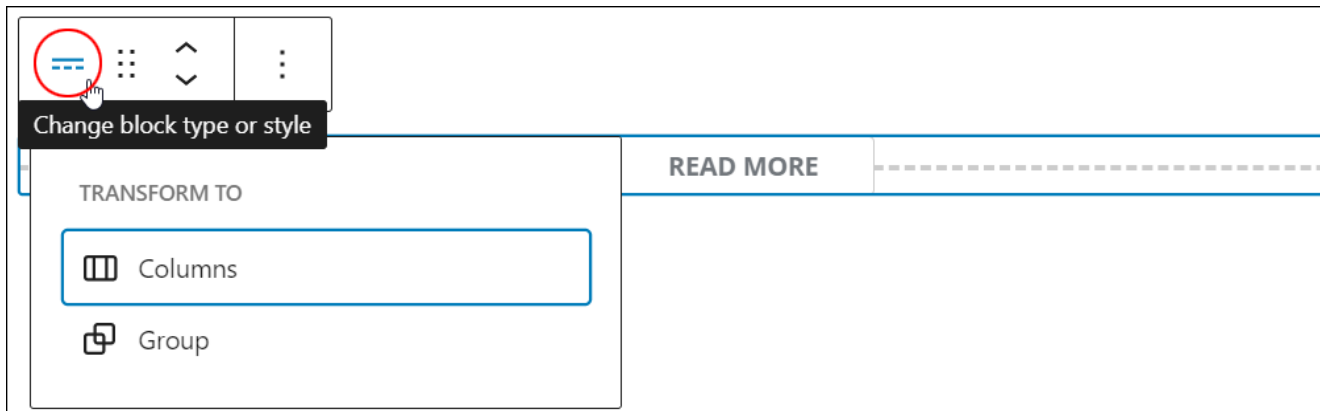 Change block type or style
READ MORE
TRANSFORM TO
Columns
Group